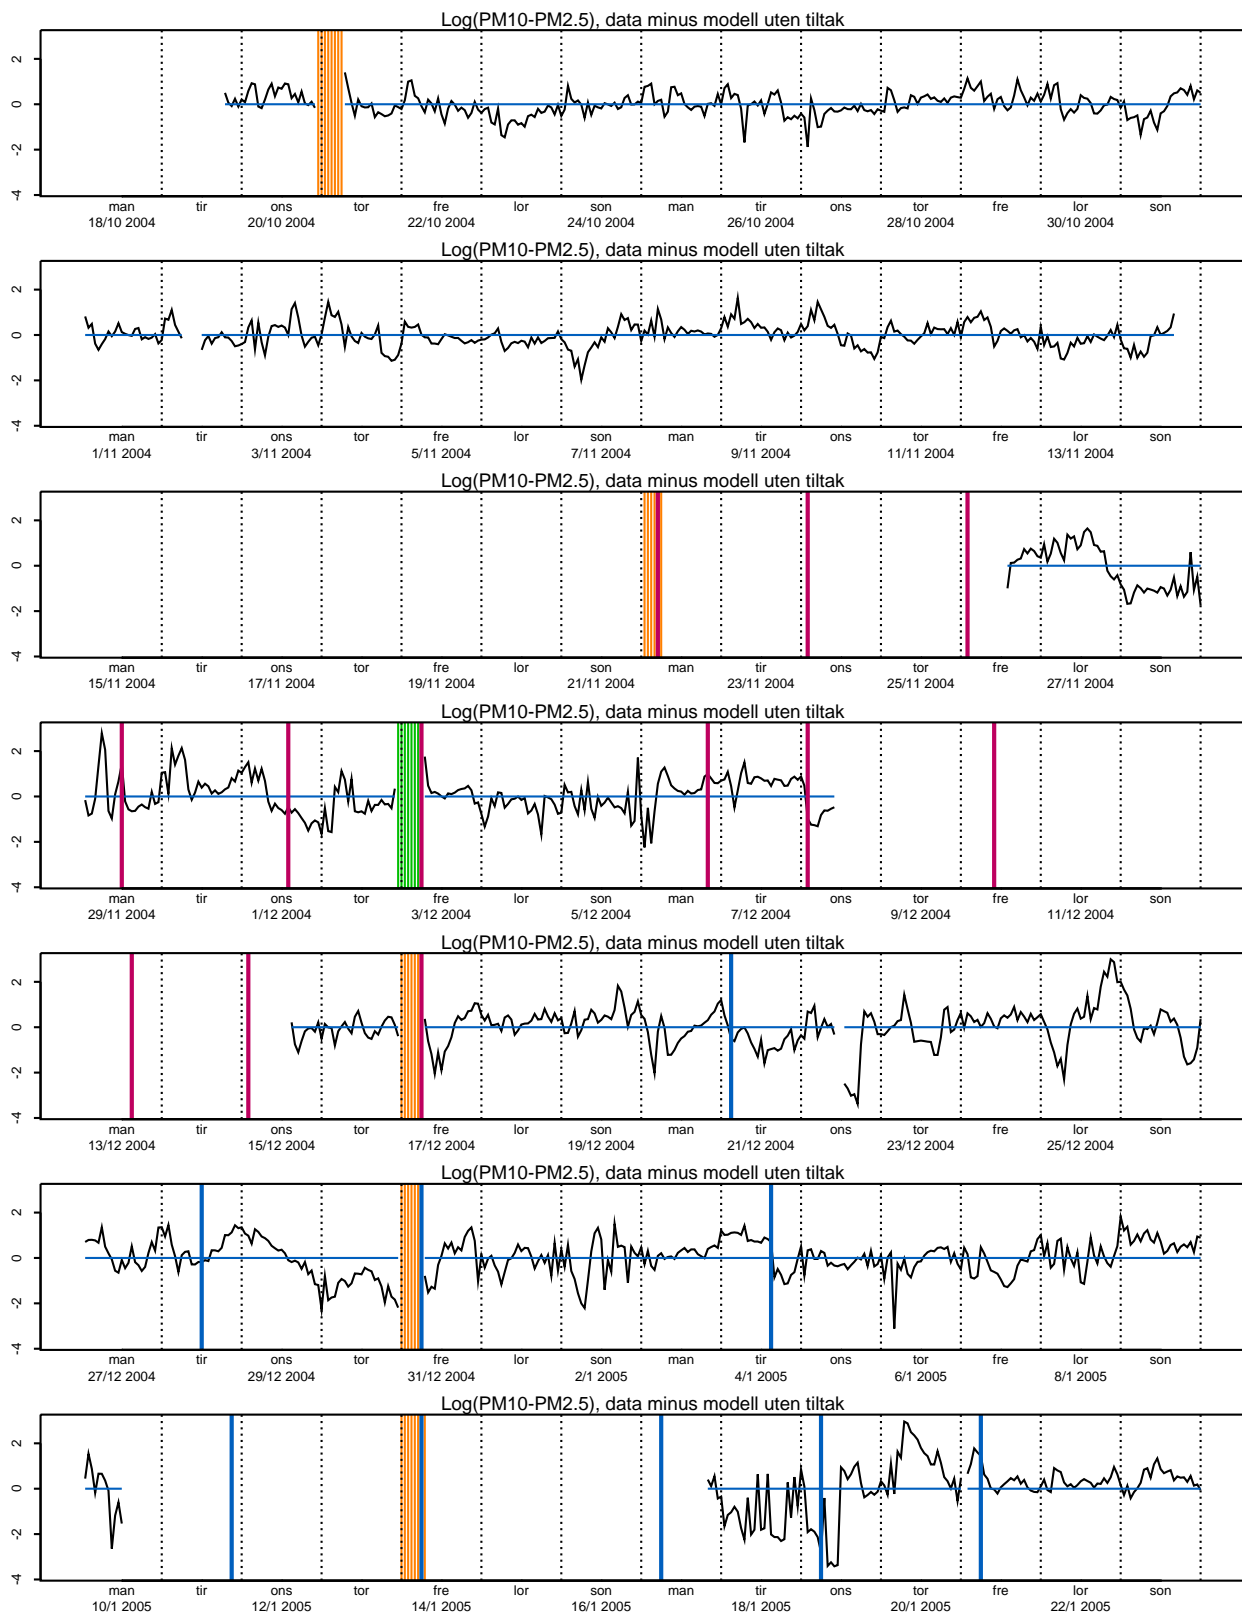 Log(PM10-PM2.5), data minus modell uten tiltak
2
0
-2
-4
man tir ons tor fre lor son man tir ons tor fre lor son
18/10 2004 20/10 2004 22/10 2004 24/10 2004 26/10 2004 28/10 2004 30/10 2004
Log(PM10-PM2.5), data minus modell uten tiltak
2
0
-2
-4
man tir ons tor fre lor son man tir ons tor fre lor son
1/11 2004 3/11 2004 5/11 2004 7/11 2004 9/11 2004 11/11 2004 13/11 2004
Log(PM10-PM2.5), data minus modell uten tiltak
2
0
-2
-4
man tir ons tor fre lor son man tir ons tor fre lor son
15/11 2004 17/11 2004 19/11 2004 21/11 2004 23/11 2004 25/11 2004 27/11 2004
Log(PM10-PM2.5), data minus modell uten tiltak
2
0
-2
-4
man tir ons tor fre lor son man tir ons tor fre lor son
29/11 2004 1/12 2004 3/12 2004 5/12 2004 7/12 2004 9/12 2004 11/12 2004
Log(PM10-PM2.5), data minus modell uten tiltak
2
0
-2
-4
man tir ons tor fre lor son man tir ons tor fre lor son
13/12 2004 15/12 2004 17/12 2004 19/12 2004 21/12 2004 23/12 2004 25/12 2004
Log(PM10-PM2.5), data minus modell uten tiltak
2
0
-2
-4
man tir ons tor fre lor son man tir ons tor fre lor son
27/12 2004 29/12 2004 31/12 2004 2/1 2005 4/1 2005 6/1 2005 8/1 2005
Log(PM10-PM2.5), data minus modell uten tiltak
2
0
-2
-4
man tir ons tor fre lor son man tir ons tor fre lor son
10/1 2005 12/1 2005 14/1 2005 16/1 2005 18/1 2005 20/1 2005 22/1 2005